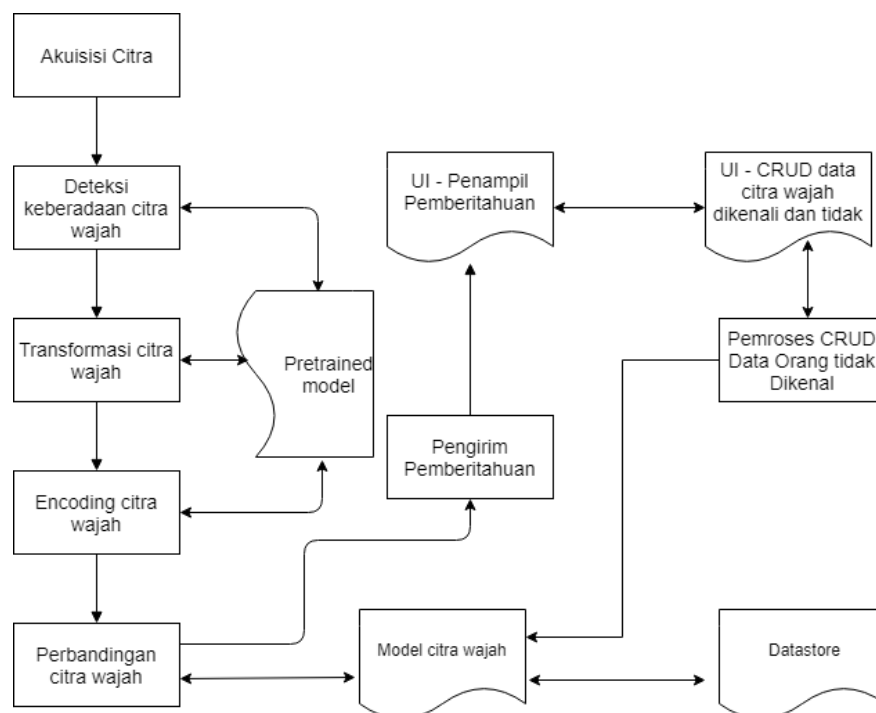 Akuisisi Citra
Deteksi
keberadaan citra
wajah
UI - Penampil
Pemberitahuan
UI - CRUD data
citra wajah
dikenali dan tidak
Transformasi citra
wajah
Pretrained
model
Pemroses CRUD
Data Orang tidak
Dikenal
Pengirim
Pemberitahuan
Encoding citra
wajah
Perbandingan
citra wajah
Model citra wajah
Datastore